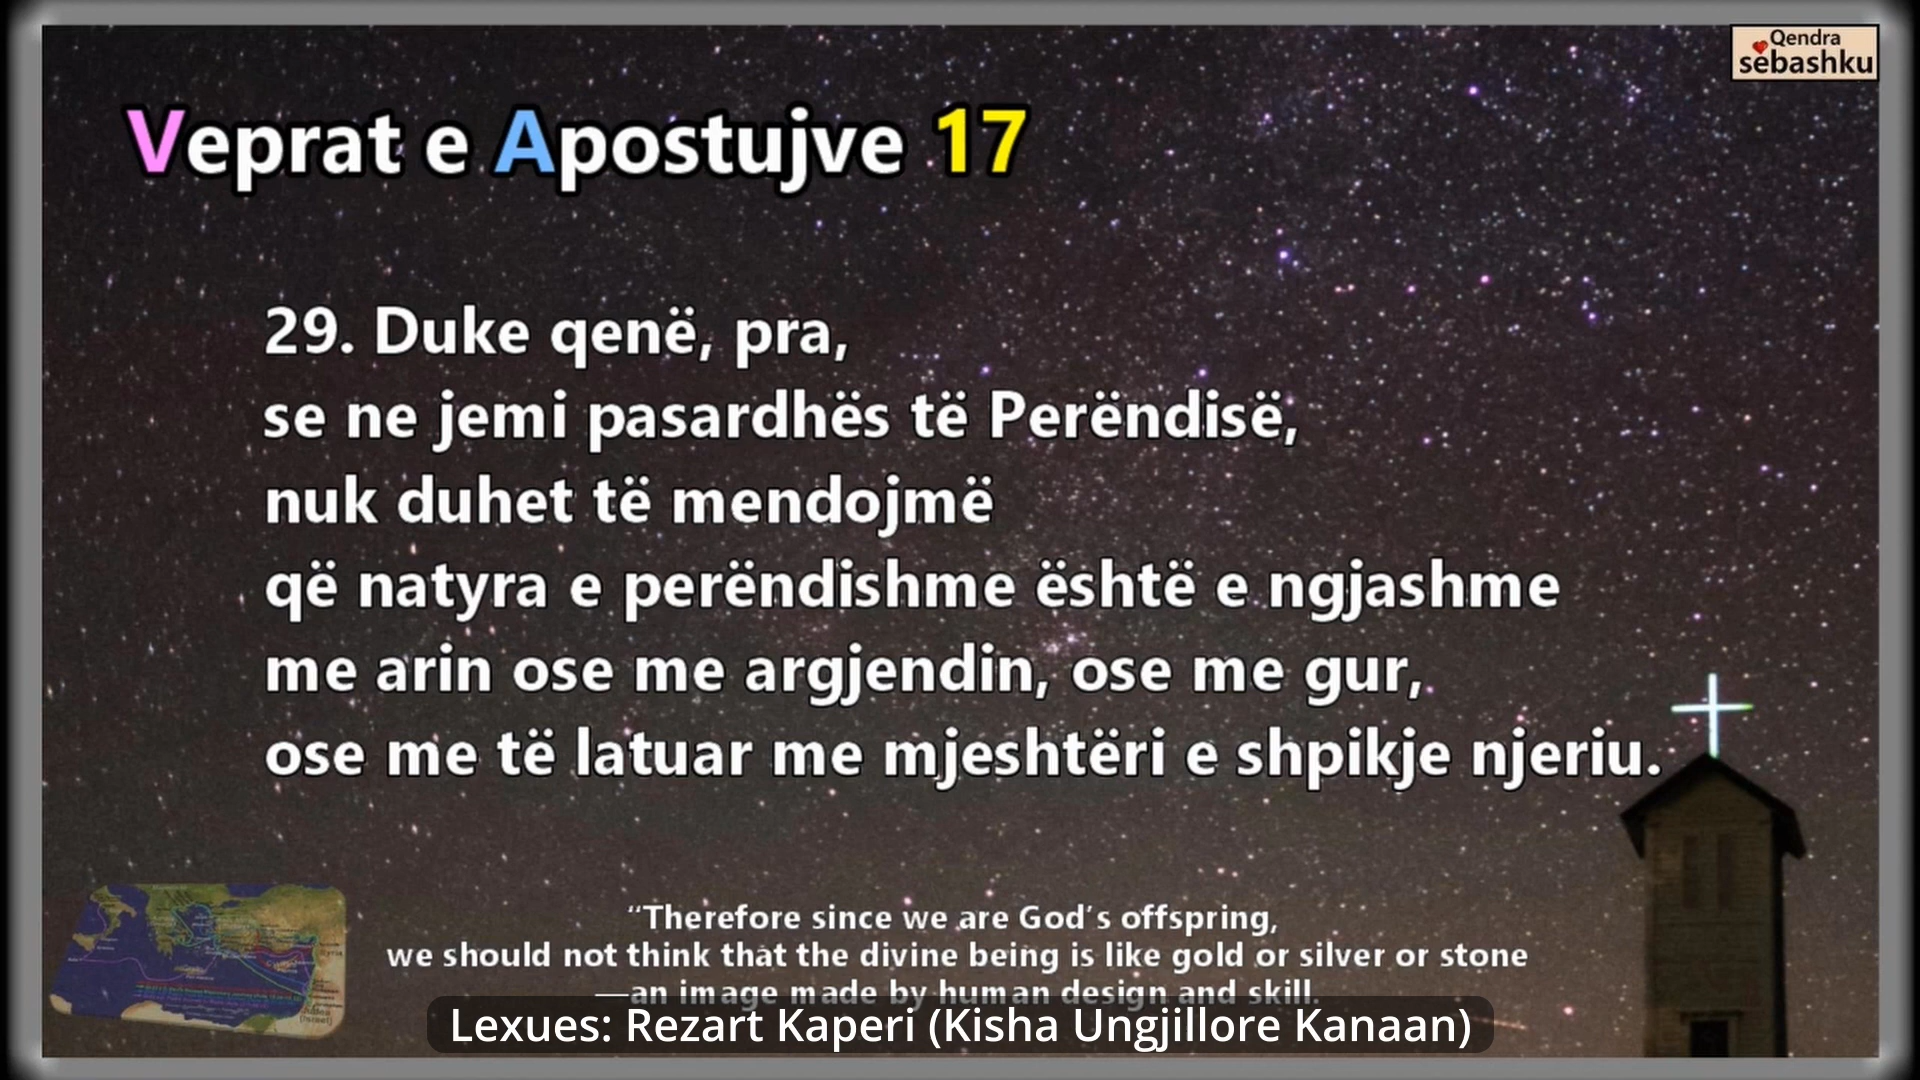 Qendra
sëbashku
Veprat e Apostujve 17
29. Duke qenë, pra,
se ne jemi pasardhës të Perëndisë,
nuk duhet të mendojmë
që natyra e perëndishme është e ngjashme
me arin ose me argjendin, ose me gur,
ose me të latuar me mjeshtëri e shpikje njeriu.
“Therefore since we are God’s offspring,
we should not think that the divine being is like gold or silver or stone
—an image made by human design and skill.
Lexues: Rezart Kaperi (Kisha Ungjillore Kanaan)